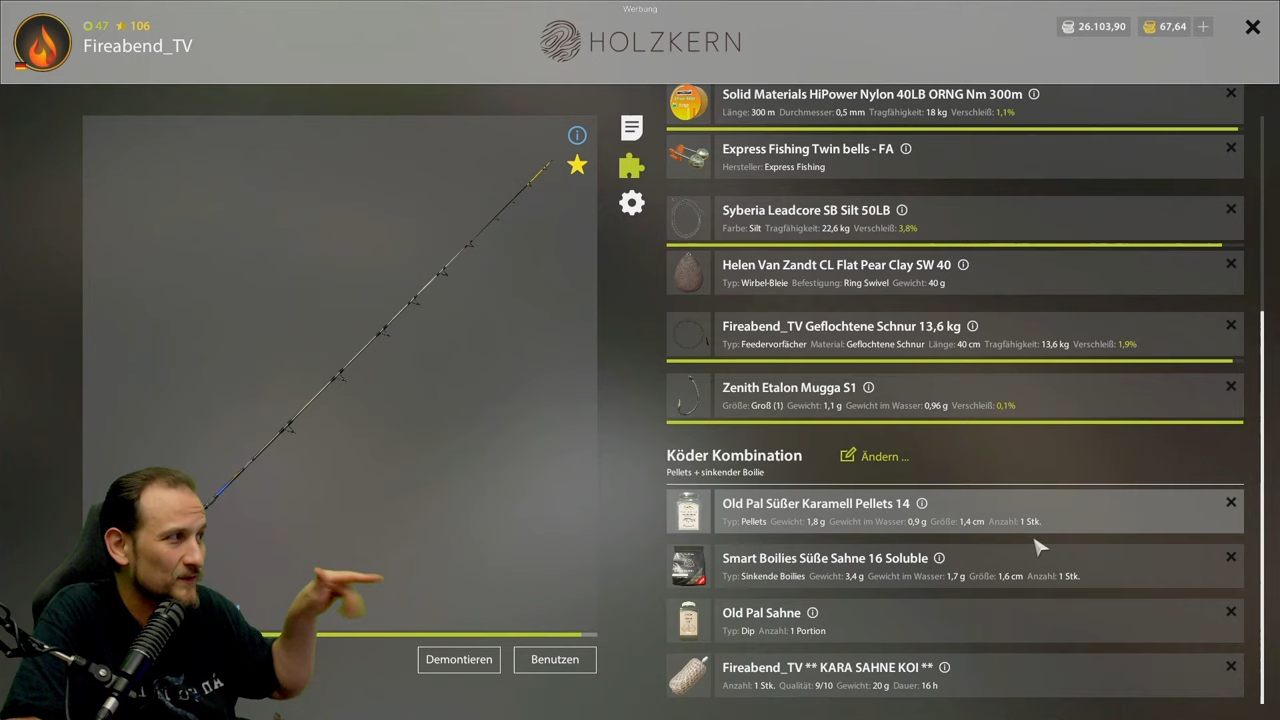 Werbung
47 106
Fireabend_TV
HOLZKERN
26.103,90 67,64
Solid Materials HiPower Nylon 40LB ORNG Nm 300m
Länge: 300 m Durchmesser: 0,5 mm Tragfähigkeit: 18 kg Verschleiß: 1,1%
Express Fishing Twin bells - FA
Hersteller: Express Fishing
Syberia Leadcore SB Silt 50LB
Farbe: Silt Tragfähigkeit: 22,6 kg Verschleiß: 3,8%
Helen Van Zandt CL Flat Pear Clay SW 40
Typ: Wirbel-Bleie Befestigung: Ring Swivel Gewicht: 40 g
Fireabend_TV Geflochtene Schnur 13,6 kg
Typ: Feedervorfächer Material: Geflochtene Schnur Länge: 40 cm Tragfähigkeit: 13,6 kg Verschleiß: 1,9%
Zenith Etalon Mugga S1
Größe: Groß (1) Gewicht: 1,1 g Gewicht im Wasser: 0,96 g Verschleiß: 0,1%
Köder Kombination Ändern ...
Pellets + sinkender Boilie
Old Pal Süßer Karamell Pellets 14
Typ: Pellets Gewicht: 1,8 g Gewicht im Wasser: 0,9 g Größe: 1,4 cm Anzahl: 1 Stk.
Smart Boilies Süße Sahne 16 Soluble
Typ: Sinkende Boilies Gewicht: 3,4 g Gewicht im Wasser: 1,7 g Größe: 1,6 cm Anzahl: 1 Stk.
Old Pal Sahne
Typ: Dip Anzahl: 1 Portion
Fireabend_TV ** KARA SAHNE KOI **
Anzahl: 1 Stk. Qualität: 9/10 Gewicht: 20 g Dauer: 16 h
Demontieren Benutzen